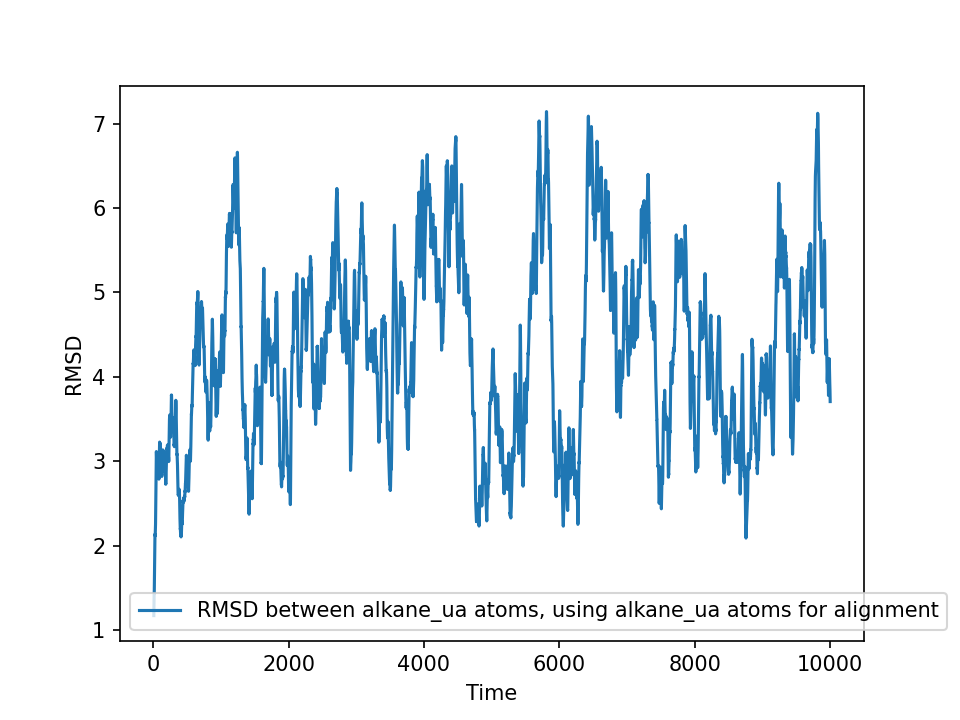 7
6
5
4
3
2
1
RMSD
RMSD between alkane_ua atoms, using alkane_ua atoms for alignment
0 2000 4000 6000 8000 10000
Time